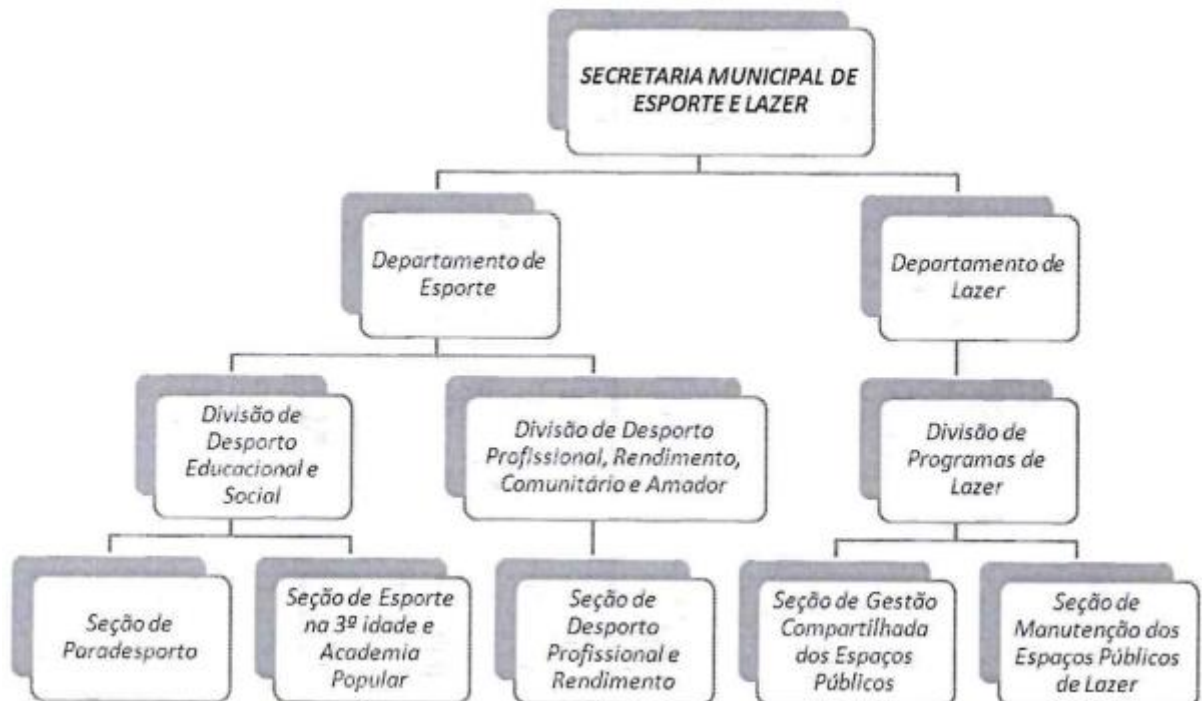 SECRETARIA MUNICIPAL DE
ESPORTE E LAZER
Departamento de
Esporte
Departamento de
Lazer
Divisão de
Desporto
Educacional e
Social
Divisão de Desporto
Profissional, Rendimento,
Comunitário e Amador
Divisão de
Programas de
Lazer
Seção de
Paradesporto
Seção de Esporte
na 3ª idade e
Academia
Popular
Seção de
Desporto
Profissional e
Rendimento
Seção de Gestão
Compartilhada
dos Espaços
Públicos
Seção de
Manutenção dos
Espaços Públicos
de Lazer